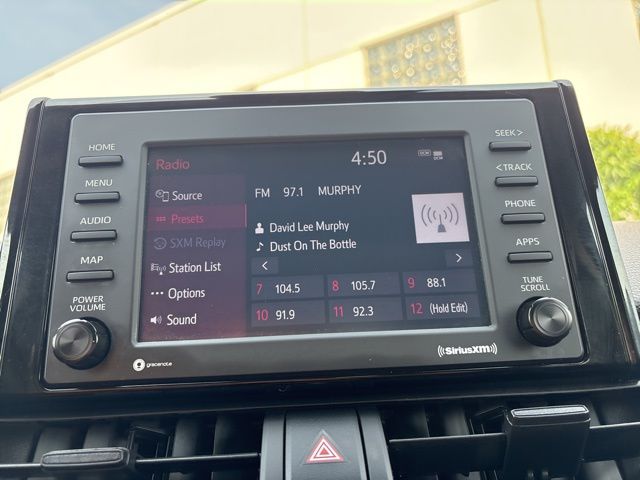 HOME
MENU
AUDIO
MAP
POWER
VOLUME
Radio
4:50
DCM
DCM
Source
Presets
SXM Replay
Station List
Options
Sound
FM 97.1 MURPHY
David Lee Murphy
Dust On The Bottle
<
>
7 104.5
8 105.7
9 88.1
10 91.9
11 92.3
12 (Hold Edit)
SEEK >
< TRACK
PHONE
APPS
TUNE
SCROLL
gracenote
((SiriusXM))